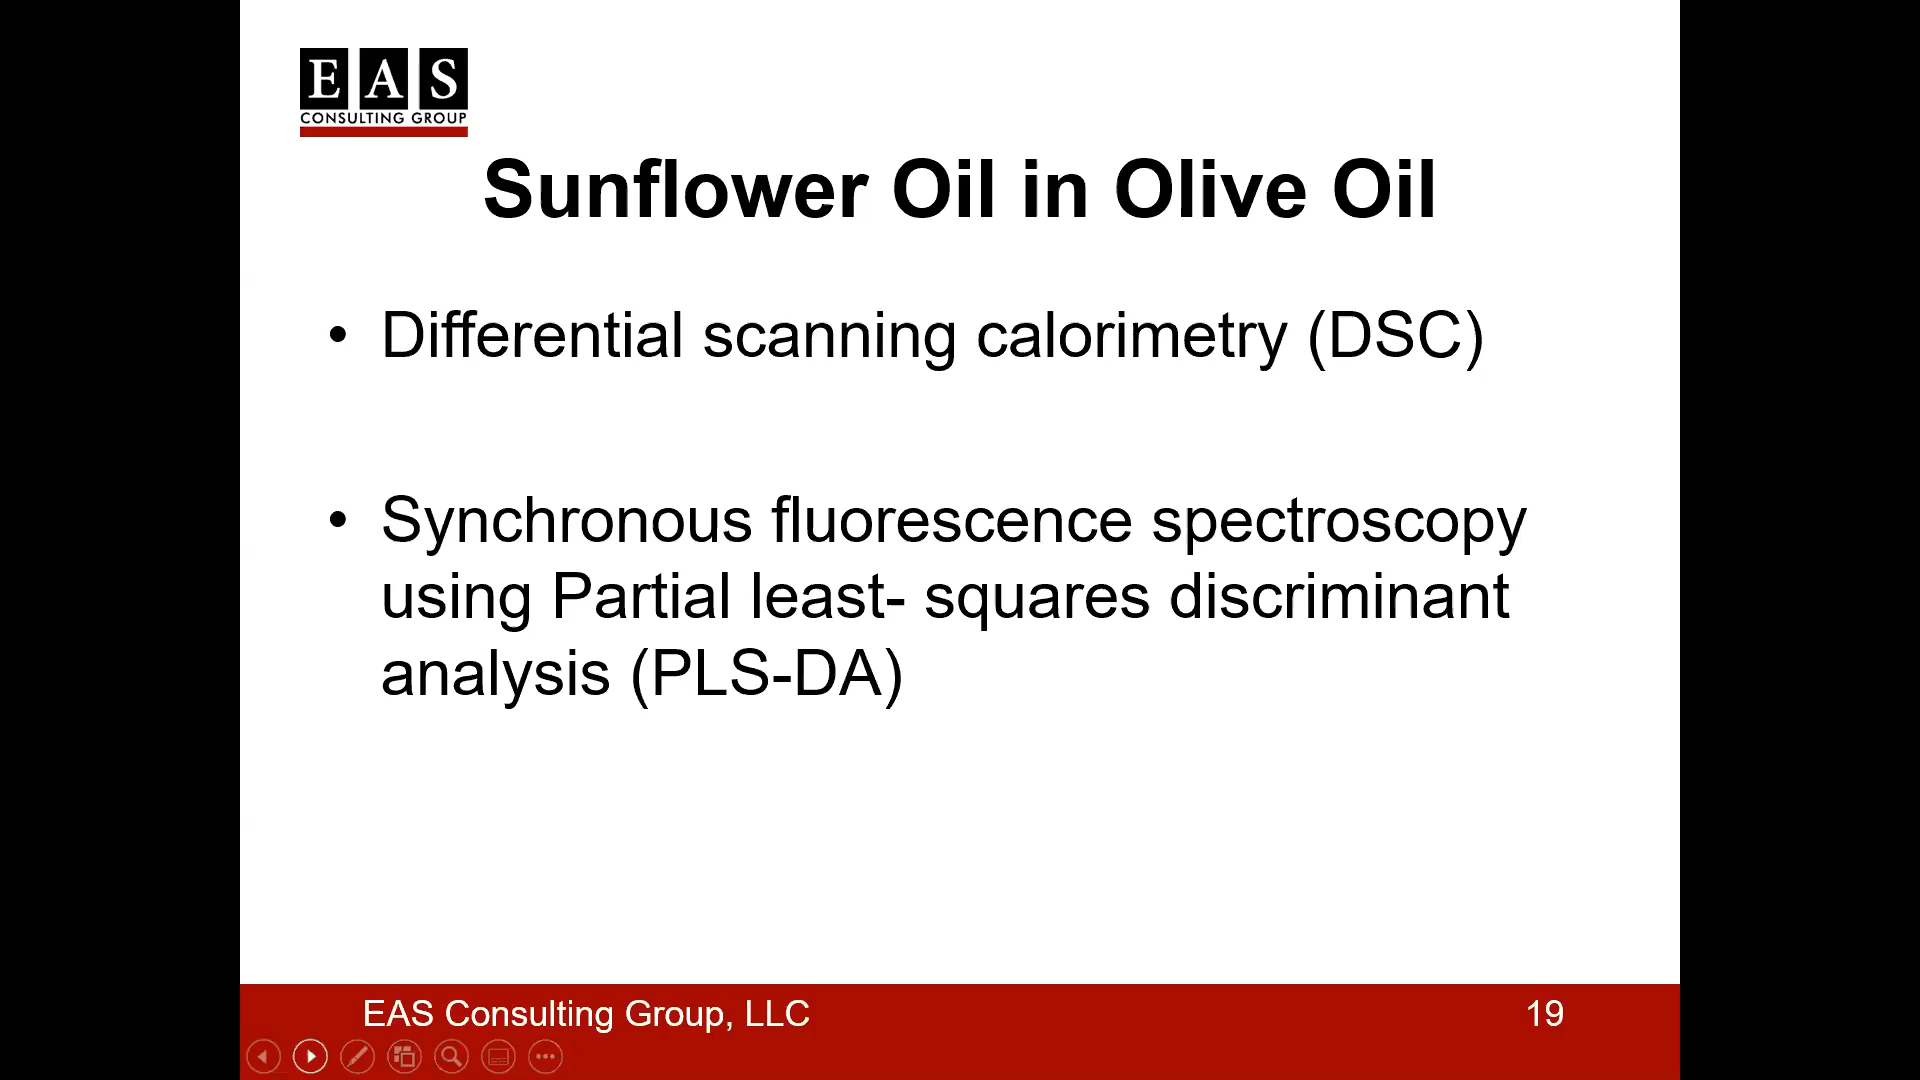 EAS
CONSULTING GROUP
Sunflower Oil in Olive Oil
• Differential scanning calorimetry (DSC)
• Synchronous fluorescence spectroscopy
using Partial least- squares discriminant
analysis (PLS-DA)
EAS Consulting Group, LLC
19